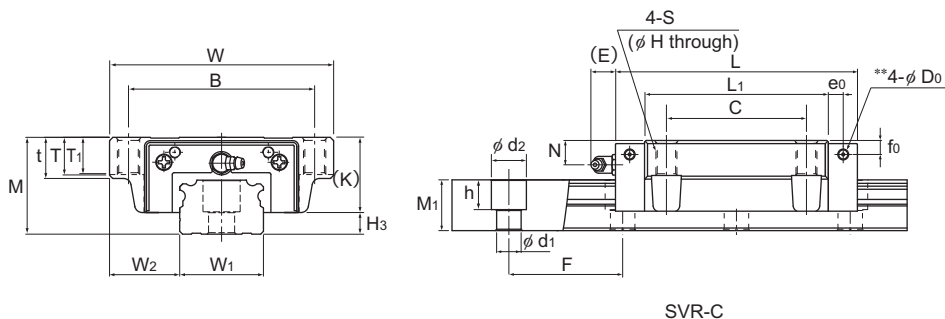 W
B
t
T
T1
M
(K)
H3
W2
W1
4-S
(φ H through)
(E)
L
L1
e0
**4-φ D0
C
N
f0
φ d2
h
M1
φ d1
F
SVR-C